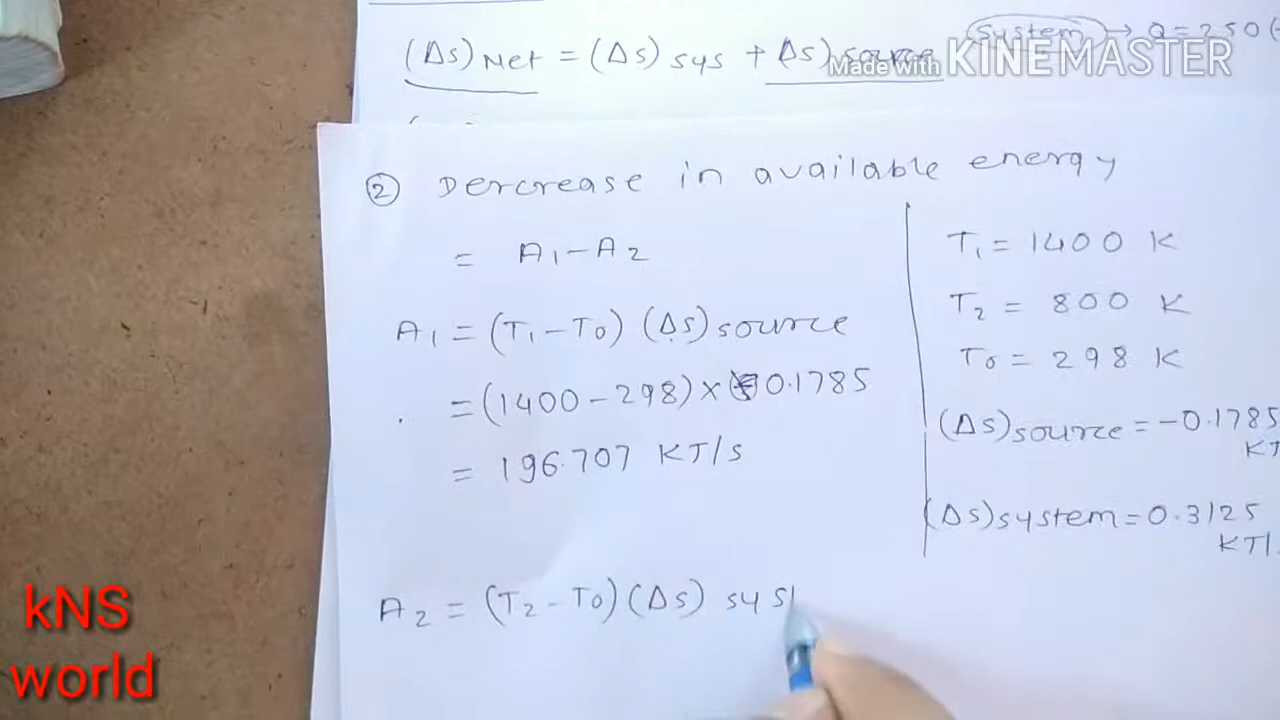 system → Q = 250
(Δs) Net = (Δs) sys + Δs) source
Made with KINEMASTER
② Dercrease in available energy
= A1 - A2
A1 = (T1 - T0) (Δs) source
= (1400 - 298) × 0.1785
= 196.707 KJ/s
A2 = (T2 - T0) (Δs) sys
T1 = 1400 K
T2 = 800 K
T0 = 298 K
(Δs) source = -0.1785
KJ
(Δs) system = 0.3125
KJ/
kNS
world